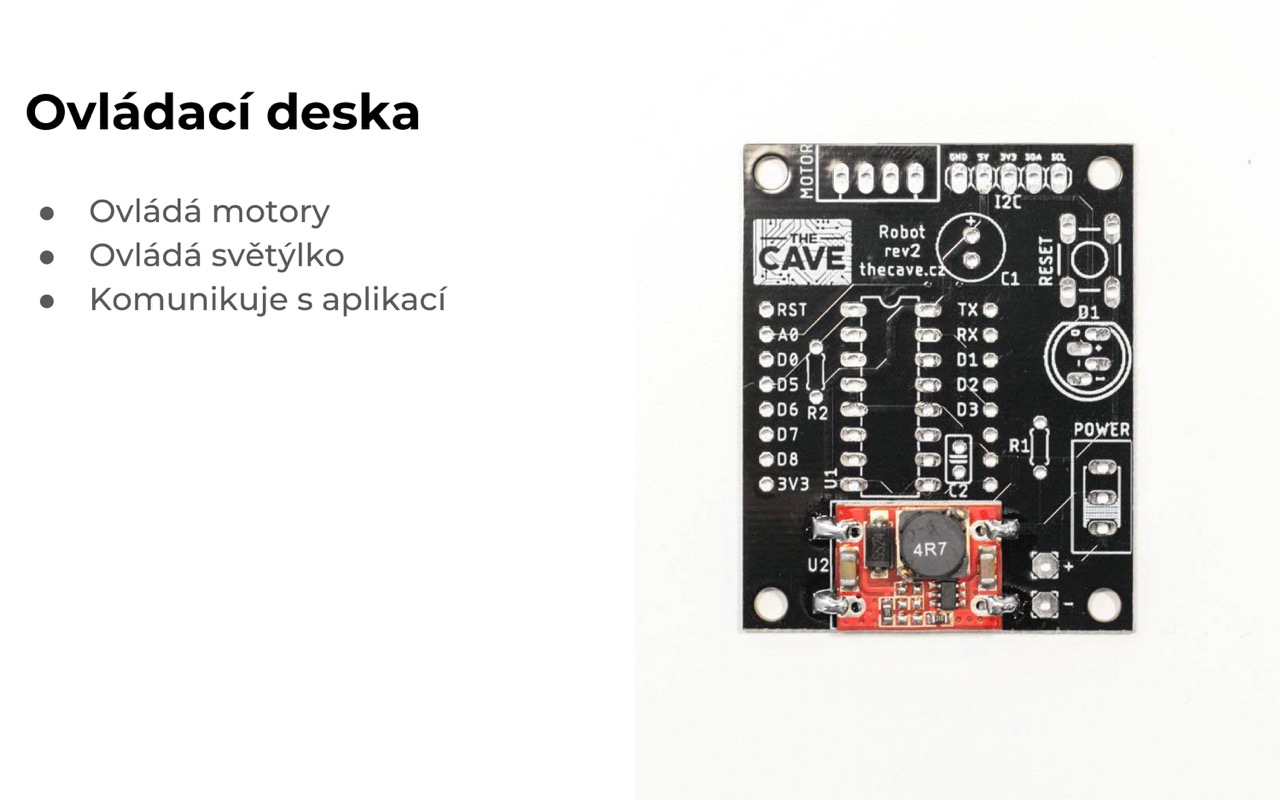 Ovládací deska
● Ovládá motory
● Ovládá světýlko
● Komunikuje s aplikací
MOTOR
GND 5V 3V3 SDA SCL
I2C
THE
CAVE
Robot
rev2
thecave.cz
+
C1
RESET
D1
RST
A0
D0
D5
D6
D7
D8
3V3
R2
U1
TX
RX
D1
D2
D3
C2
R1
POWER
U2
SS24
4R7
+
-